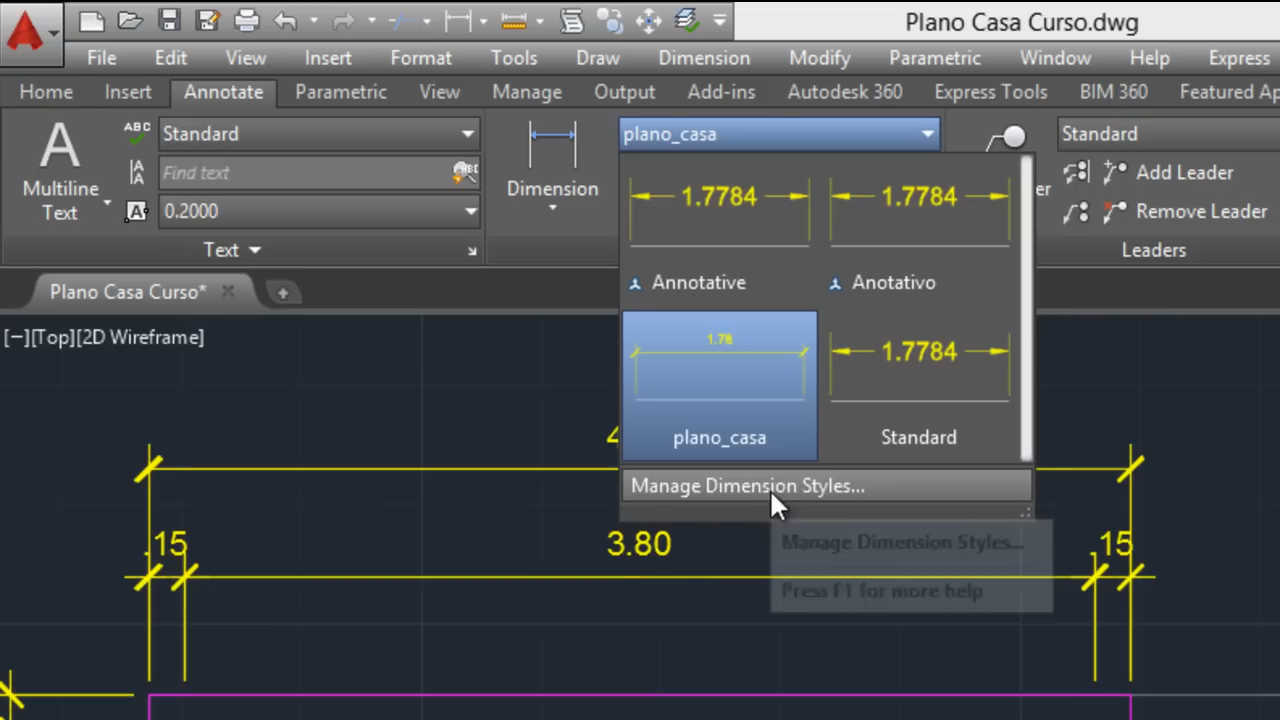 Plano Casa Curso.dwg
File Edit View Insert Format Tools Draw Dimension Modify Parametric Window Help Express
Home Insert Annotate Parametric View Manage Output Add-ins Autodesk 360 Express Tools BIM 360 Featured Ap
A Multiline Text
ABC Standard
Find text
A 0.2000
Text
Dimension
plano_casa
1.7784 1.7784
Annotative Anotativo
1.78 1.7784
plano_casa Standard
Manage Dimension Styles...
er
Standard
Add Leader
Remove Leader
Leaders
Plano Casa Curso*
[−][Top][2D Wireframe]
4
.15 3.80 .15
Manage Dimension Styles...
Press F1 for more help